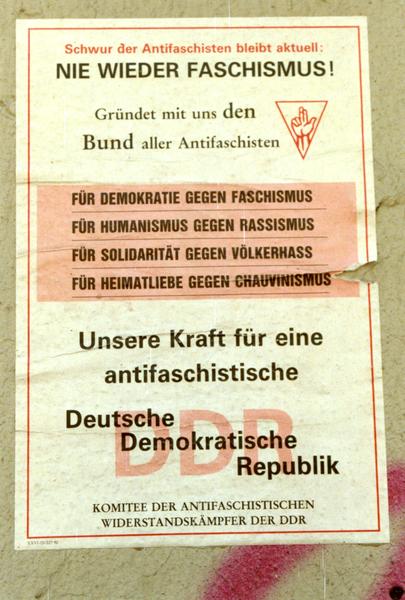 Schwur der Antifaschisten bleibt aktuell:
NIE WIEDER FASCHISMUS!
Gründet mit uns den
Bund aller Antifaschisten
FÜR DEMOKRATIE GEGEN FASCHISMUS
FÜR HUMANISMUS GEGEN RASSISMUS
FÜR SOLIDARITÄT GEGEN VÖLKERHASS
FÜR HEIMATLIEBE GEGEN CHAUVINISMUS
Unsere Kraft für eine
antifaschistische
DDR
Deutsche
Demokratische
Republik
KOMITEE DER ANTIFASCHISTISCHEN
WIDERSTANDSKÄMPFER DER DDR